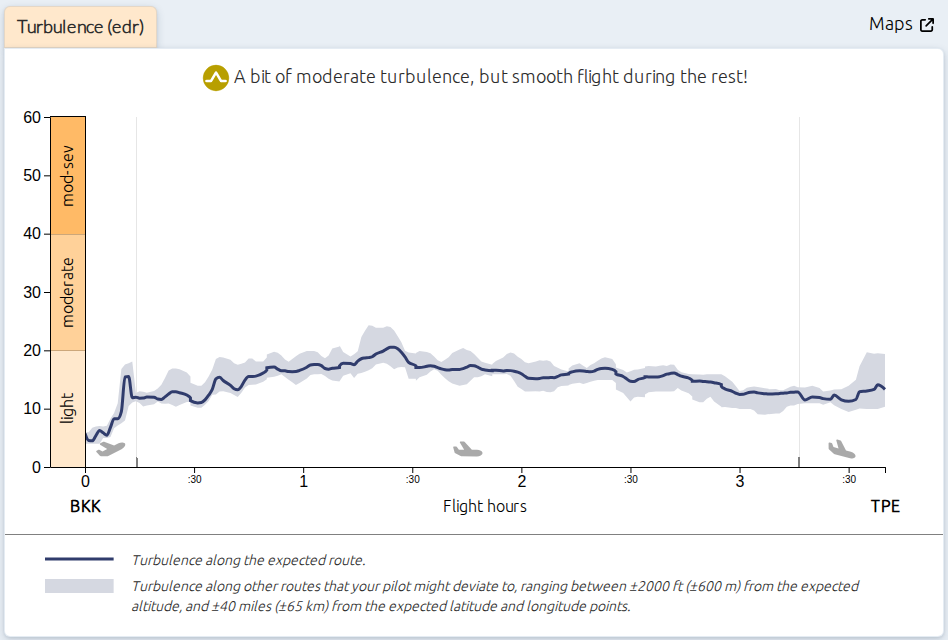 Turbulence (edr)
Maps
A bit of moderate turbulence, but smooth flight during the rest!
60
50
40
30
20
10
0
mod-sev
moderate
light
0 :30 1 :30 2 :30 3 :30
BKK Flight hours TPE
Turbulence along the expected route.
Turbulence along other routes that your pilot might deviate to, ranging between ±2000 ft (±600 m) from the expected
altitude, and ±40 miles (±65 km) from the expected latitude and longitude points.